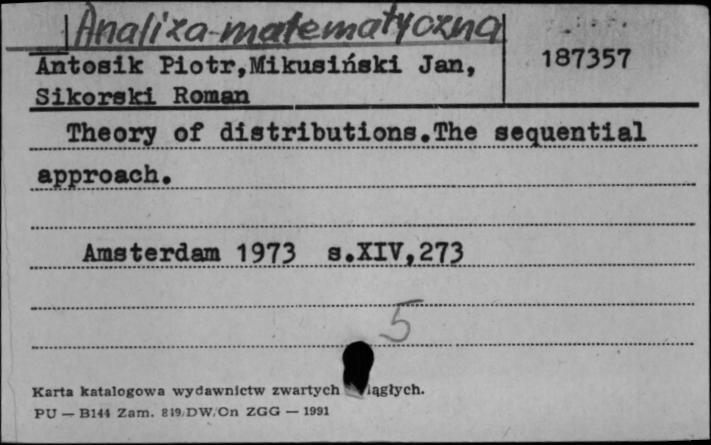 Analiza matematyczna
Antosik Piotr,Mikusiński Jan,
187357
Sikorski Roman
Theory of distributions.The sequential
approach.
Amsterdam 1973 s.XIV,273
5
Karta katalogowa wydawnictw zwartych
PU — B144 Zam. 819/DW/On ZGG — 1991